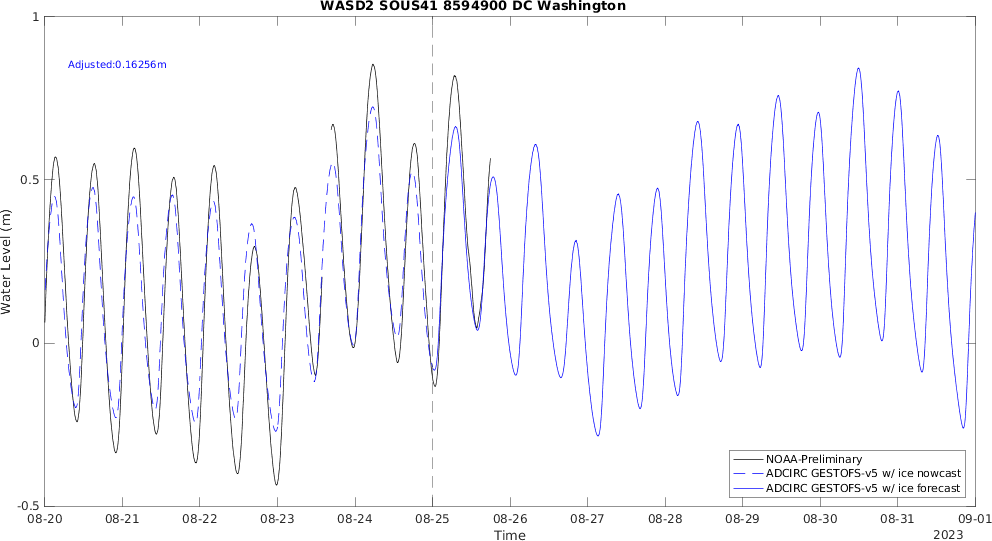 WASD2 SOUS41 8594900 DC Washington
1
Adjusted:0.16256m
0.5
Water Level (m)
0
NOAA-Preliminary
ADCIRC GESTOFS-v5 w/ ice nowcast
ADCIRC GESTOFS-v5 w/ ice forecast
-0.5
08-20 08-21 08-22 08-23 08-24 08-25 08-26 08-27 08-28 08-29 08-30 08-31 09-01
Time
2023